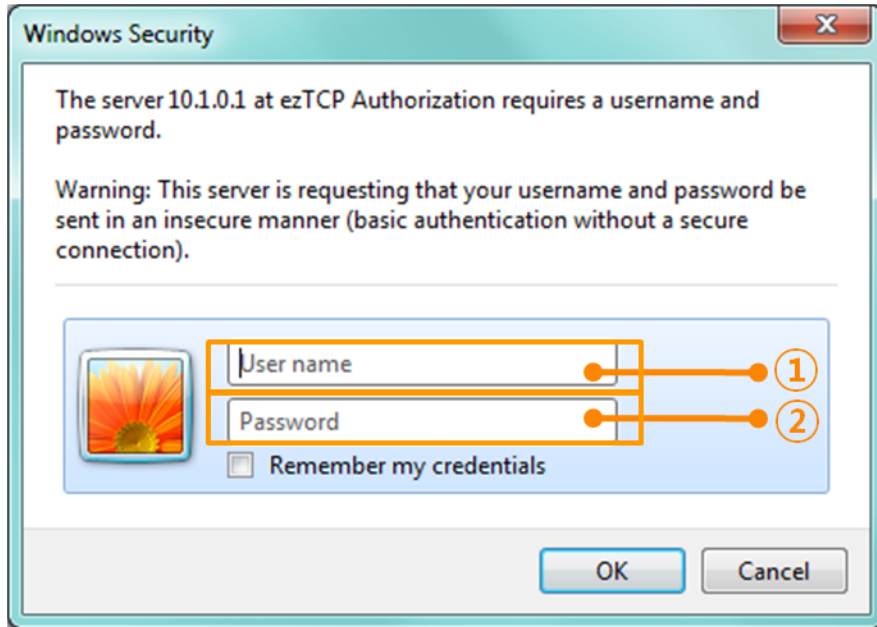 Windows Security
The server 10.1.0.1 at ezTCP Authorization requires a username and
password.
Warning: This server is requesting that your username and password be
sent in an insecure manner (basic authentication without a secure
connection).
User name
①
Password
②
Remember my credentials
OK
Cancel